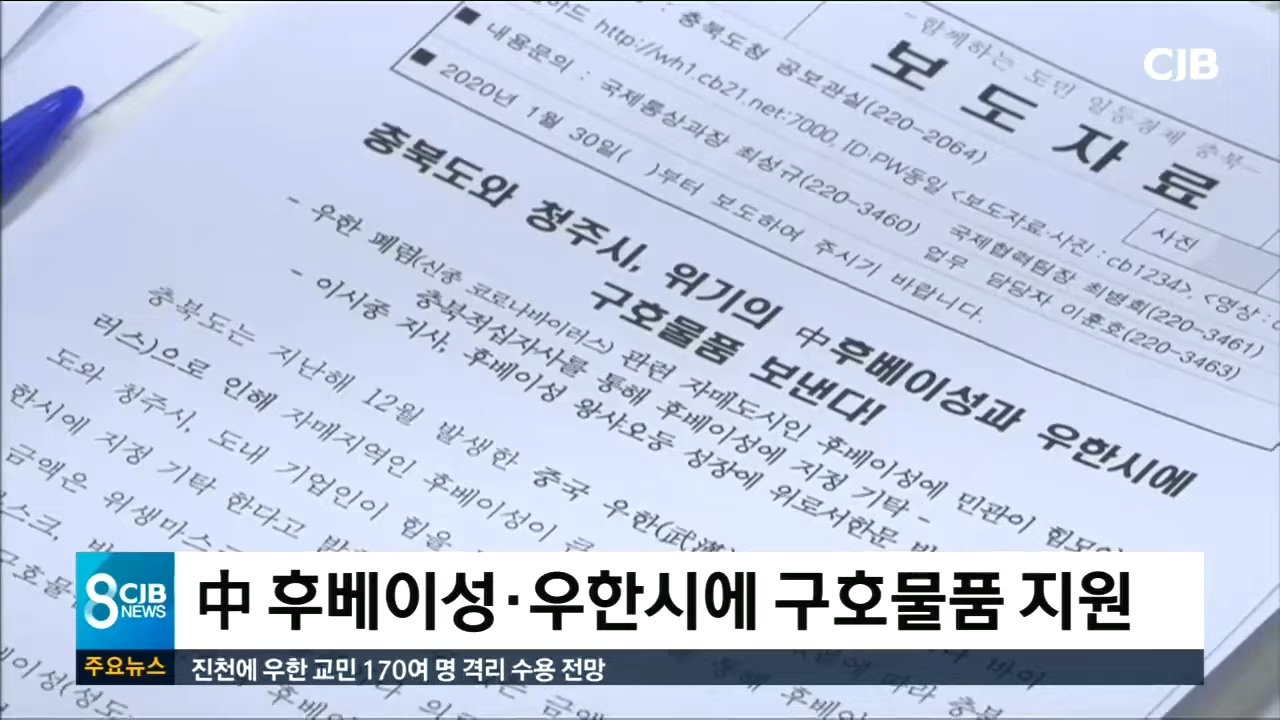 CJB
- 함께하는 도민 일등경제 충북 -
보 도 자 료
충북도청 공보관실(220-2064)
http://wh1.cb21.net:7000, ID·PW동일 <보도자료·사진 : cb1234>, <영상 :
■ 내용문의 : 국제통상과장 최성규(220-3460) 국제협력팀장 최병희((220-3461)
업무 담당자 이훈호(220-3463)
■ 2020년 1월 30일( )부터 보도하여 주시기 바랍니다.
사진
충북도와 청주시, 위기의 中후베이성과 우한시에
구호물품 보낸다!
- 우한 폐렴(신종 코로나바이러스) 관련 자매도시인 후베이성에 민관이 힘모아
충북적십자사를 통해 후베이성에 지정 기탁 -
- 이시종 지사, 후베이성 왕샤오둥 성장에 위로서한문
충북도는 지난해 12월 발생한 중국 우한(武漢)
러스)으로 인해 자매지역인 후베이성이
도와 청주시, 도내 기업인이 힘을
한시에 지정 기탁 한다고
금액은 위생마스크
8 CJB NEWS
中 후베이성·우한시에 구호물품 지원
주요뉴스 진천에 우한 교민 170여 명 격리 수용 전망